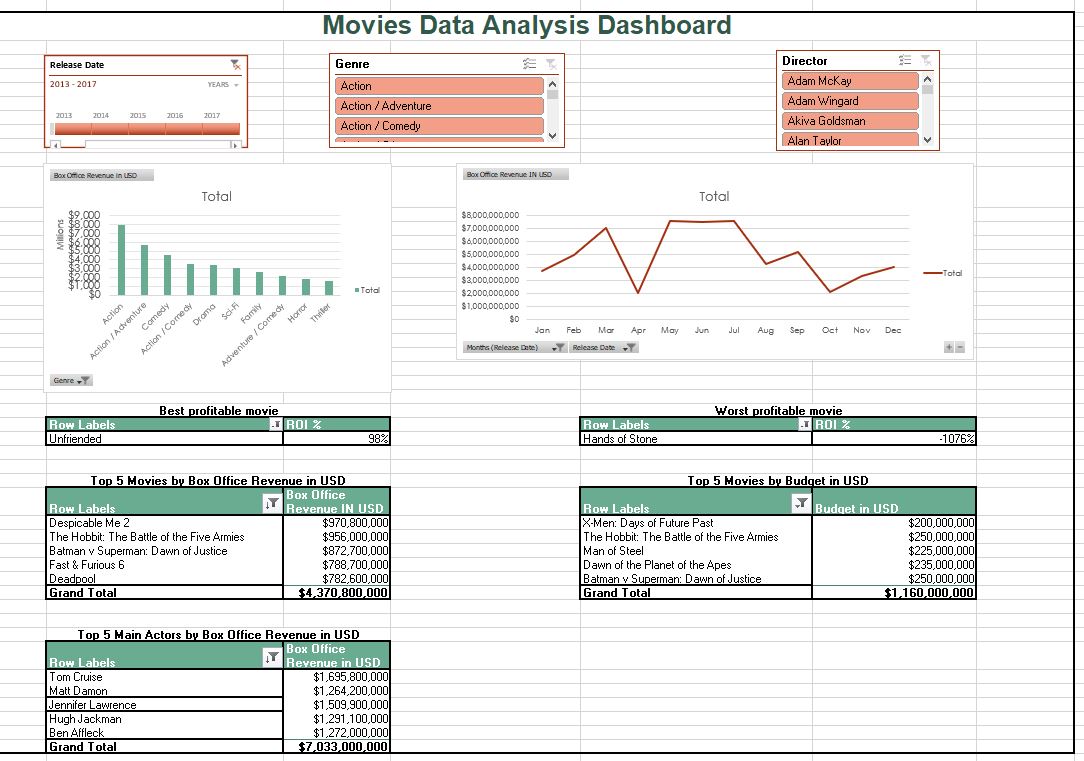 Movies Data Analysis Dashboard
Release Date
2013 - 2017
YEARS
2013 2014 2015 2016 2017
Genre
Action
Action / Adventure
Action / Comedy
Director
Adam McKay
Adam Wingard
Akiva Goldsman
Alan Taylor
Box Office Revenue in USD
Total
Millions
$9,000
$8,000
$7,000
$6,000
$5,000
$4,000
$3,000
$2,000
$1,000
$0
Action
Action / Adventure
Comedy
Action / Comedy
Drama
Sci-Fi
Family
Adventure / Comedy
Horror
Thriller
Total
Genre
Box Office Revenue IN USD
Total
$8,000,000,000
$7,000,000,000
$6,000,000,000
$5,000,000,000
$4,000,000,000
$3,000,000,000
$2,000,000,000
$1,000,000,000
$0
Jan Feb Mar Apr May Jun Jul Aug Sep Oct Nov Dec
Total
Months (Release Date) Release Date
Best profitable movie
Row Labels ROI %
Unfriended 98%
Worst profitable movie
Row Labels ROI %
Hands of Stone -1076%
Top 5 Movies by Box Office Revenue in USD
Row Labels Box Office Revenue IN USD
Despicable Me 2 $970,800,000
The Hobbit: The Battle of the Five Armies $956,000,000
Batman v Superman: Dawn of Justice $872,700,000
Fast & Furious 6 $788,700,000
Deadpool $782,600,000
Grand Total $4,370,800,000
Top 5 Movies by Budget in USD
Row Labels Budget in USD
X-Men: Days of Future Past $200,000,000
The Hobbit: The Battle of the Five Armies $250,000,000
Man of Steel $225,000,000
Dawn of the Planet of the Apes $235,000,000
Batman v Superman: Dawn of Justice $250,000,000
Grand Total $1,160,000,000
Top 5 Main Actors by Box Office Revenue in USD
Row Labels Box Office Revenue in USD
Tom Cruise $1,695,800,000
Matt Damon $1,264,200,000
Jennifer Lawrence $1,509,900,000
Hugh Jackman $1,291,100,000
Ben Affleck $1,272,000,000
Grand Total $7,033,000,000